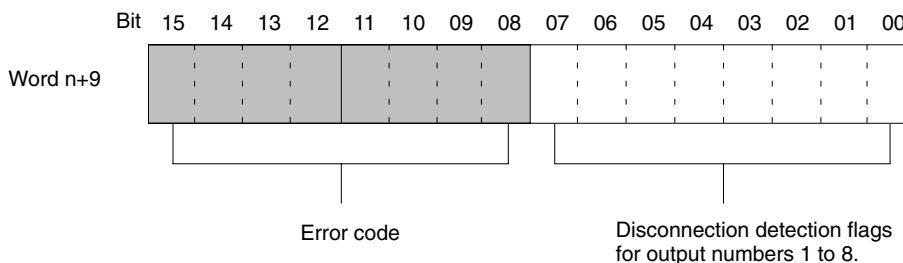 Bit 15 14 13 12 11 10 09 08 07 06 05 04 03 02 01 00
Word n+9
Error code
Disconnection detection flags
for output numbers 1 to 8.